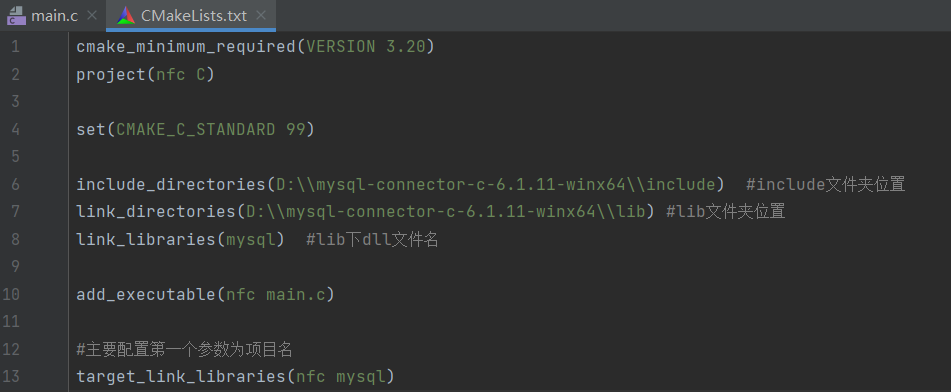 main.c CMakeLists.txt
1 cmake_minimum_required(VERSION 3.20)
2 project(nfc C)
3
4 set(CMAKE_C_STANDARD 99)
5
6 include_directories(D:\\mysql-connector-c-6.1.11-winx64\\include)  #include文件夹位置
7 link_directories(D:\\mysql-connector-c-6.1.11-winx64\\lib) #lib文件夹位置
8 link_libraries(mysql)  #lib下dll文件名
9
10 add_executable(nfc main.c)
11
12 #主要配置第一个参数为项目名
13 target_link_libraries(nfc mysql)